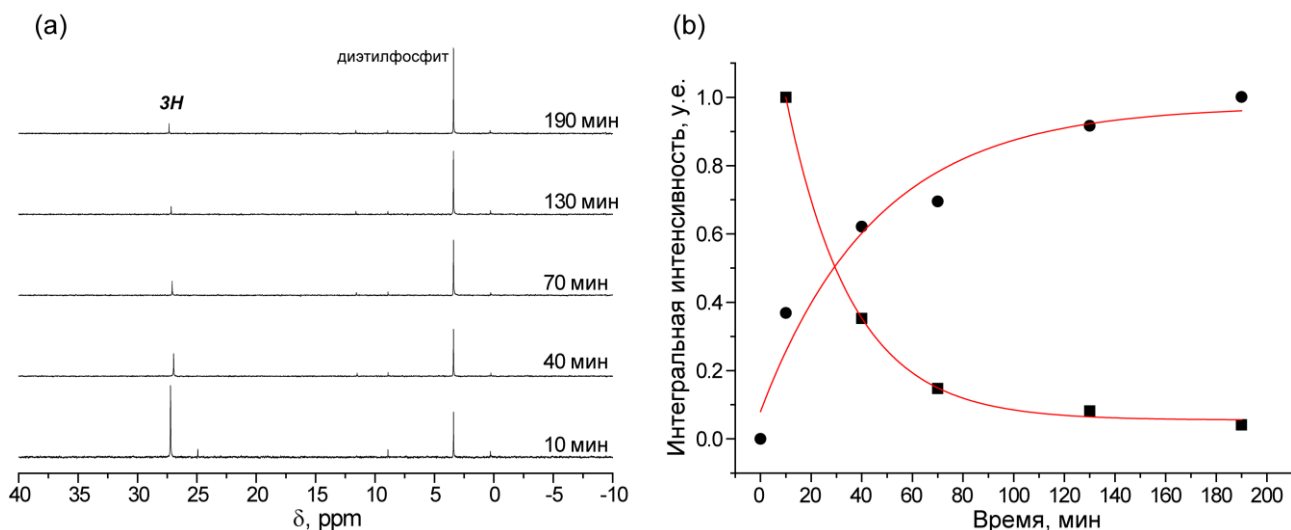 (a)
диэтилфосфит
3H
190 мин
130 мин
70 мин
40 мин
10 мин
40 35 30 25 20 15 10 5 0 -5 -10
δ, ppm
(b)
Интегральная интенсивность, у.е.
1.0
0.8
0.6
0.4
0.2
0.0
0 20 40 60 80 100 120 140 160 180 200
Время, мин